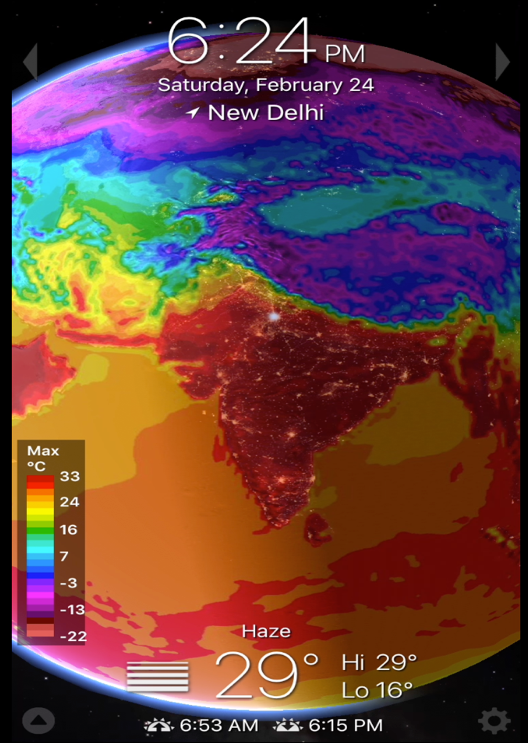 6:24 PM
Saturday, February 24
New Delhi
Max
°C
33
24
16
7
-3
-13
-22
Haze
29°
Hi 29°
Lo 16°
6:53 AM 6:15 PM